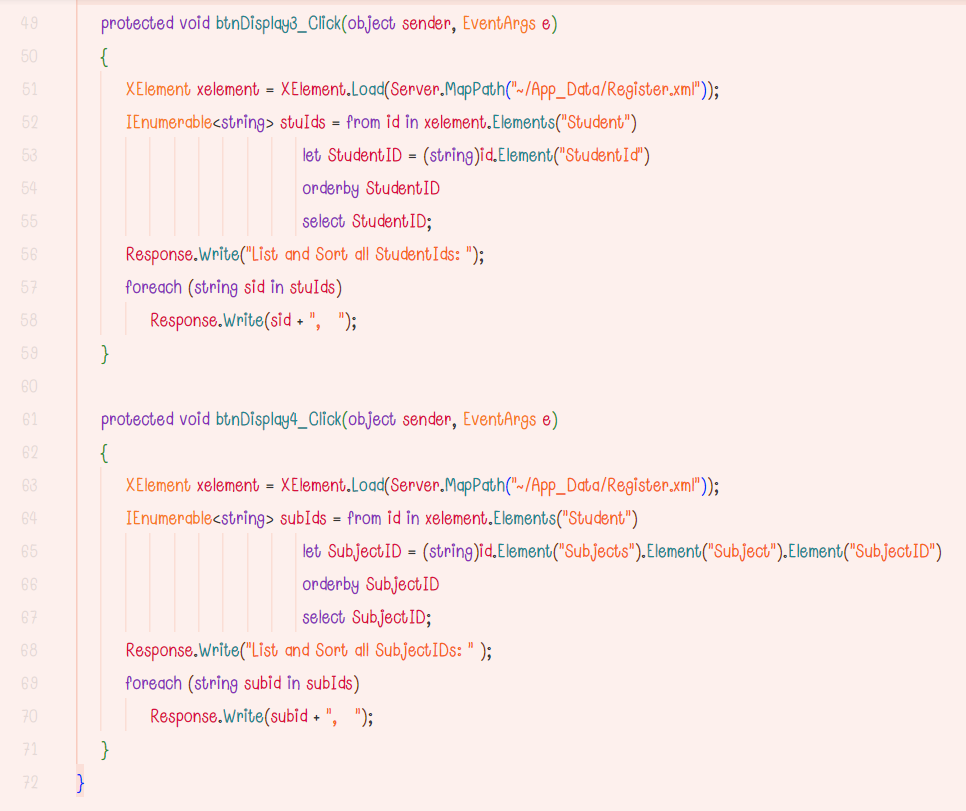 49 protected void btnDisplay3_Click(object sender, EventArgs e)
50 {
51 XElement xelement = XElement.Load(Server.MapPath("~/App_Data/Register.xml"));
52 IEnumerable<string> stuIds = from id in xelement.Elements("Student")
53 let StudentID = (string)id.Element("StudentId")
54 orderby StudentID
55 select StudentID;
56 Response.Write("List and Sort all StudentIds: ");
57 foreach (string sid in stuIds)
58 Response.Write(sid + ",  ");
59 }
60
61 protected void btnDisplay4_Click(object sender, EventArgs e)
62 {
63 XElement xelement = XElement.Load(Server.MapPath("~/App_Data/Register.xml"));
64 IEnumerable<string> subIds = from id in xelement.Elements("Student")
65 let SubjectID = (string)id.Element("Subjects").Element("Subject").Element("SubjectID")
66 orderby SubjectID
67 select SubjectID;
68 Response.Write("List and Sort all SubjectIDs: " );
69 foreach (string subid in subIds)
70 Response.Write(subid + ",  ");
71 }
72 }